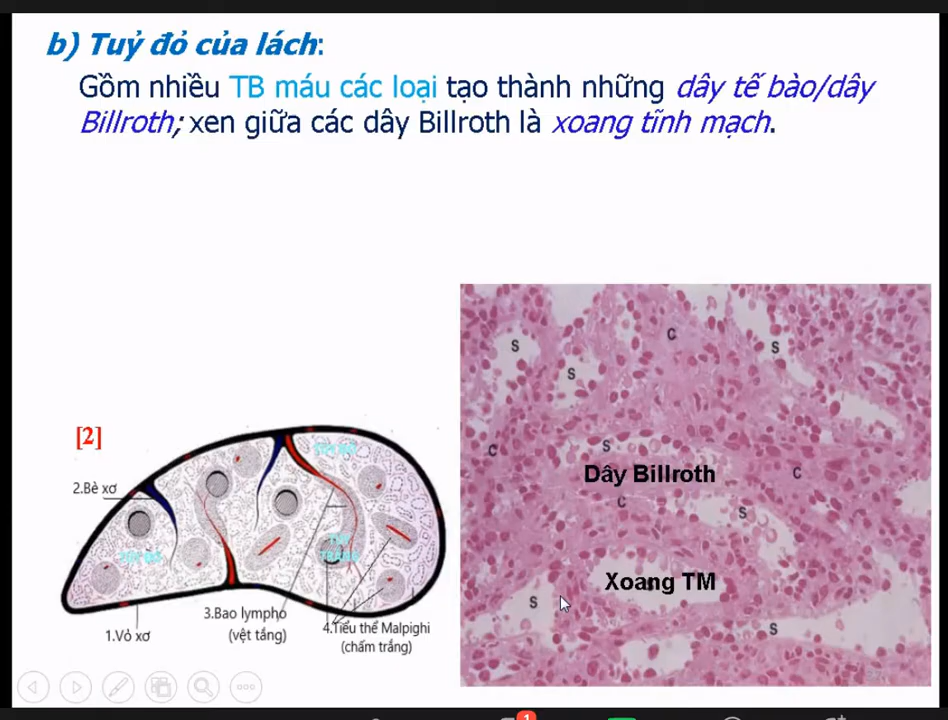 b) Tuỷ đỏ của lách:
Gồm nhiều TB máu các loại tạo thành những dây tế bào/dây
Billroth; xen giữa các dây Billroth là xoang tĩnh mạch.
[2]
2.Bè xơ
1.Vỏ xơ
3.Bao lympho
(vệt tắng)
4.Tiểu thể Malpighi
(chấm trắng)
C
S
S
S
C
S
Dây Billroth
C
C
S
Xoang TM
S
S
1